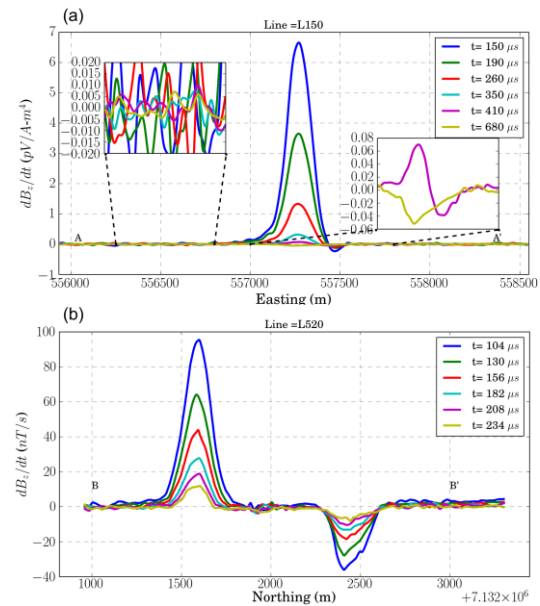 (a)
Line =L150
dB_z/dt (pV/A-m⁴)
7
6
5
4
3
2
1
0
−1
0.020
0.015
0.010
0.005
0.000
−0.005
−0.010
−0.015
−0.020
t= 150 μs
t= 190 μs
t= 260 μs
t= 350 μs
t= 410 μs
t= 680 μs
0.08
0.06
0.04
0.02
0.00
−0.02
−0.04
−0.06
A
A'
556000 556500 557000 557500 558000 558500
Easting (m)
(b)
Line =L520
dB_z/dt (nT/s)
100
80
60
40
20
0
−20
−40
t= 104 μs
t= 130 μs
t= 156 μs
t= 182 μs
t= 208 μs
t= 234 μs
B
B'
1000 1500 2000 2500 3000
Northing (m)
+7.132×10⁶